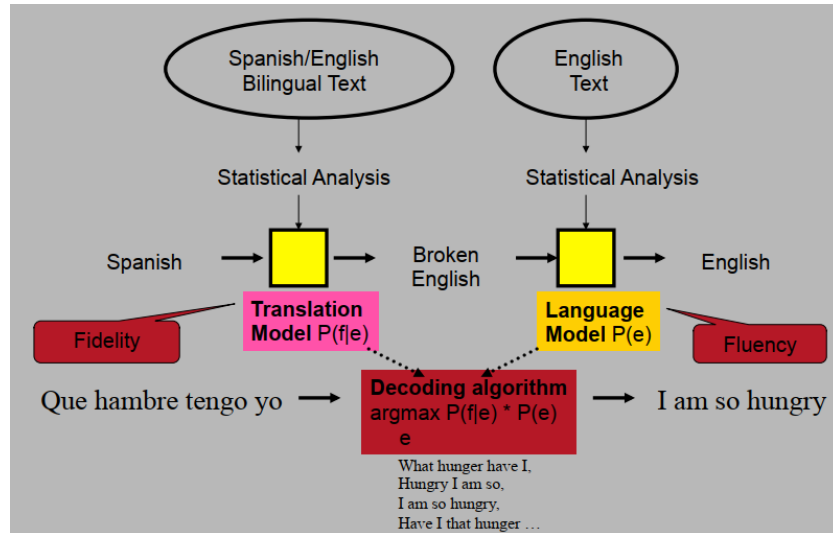 Spanish/English
Bilingual Text
English
Text
Statistical Analysis
Statistical Analysis
Spanish
Broken
English
English
Translation
Model P(f|e)
Language
Model P(e)
Fidelity
Fluency
Que hambre tengo yo
Decoding algorithm
argmax P(f|e) * P(e)
e
I am so hungry
What hunger have I,
Hungry I am so,
I am so hungry,
Have I that hunger …